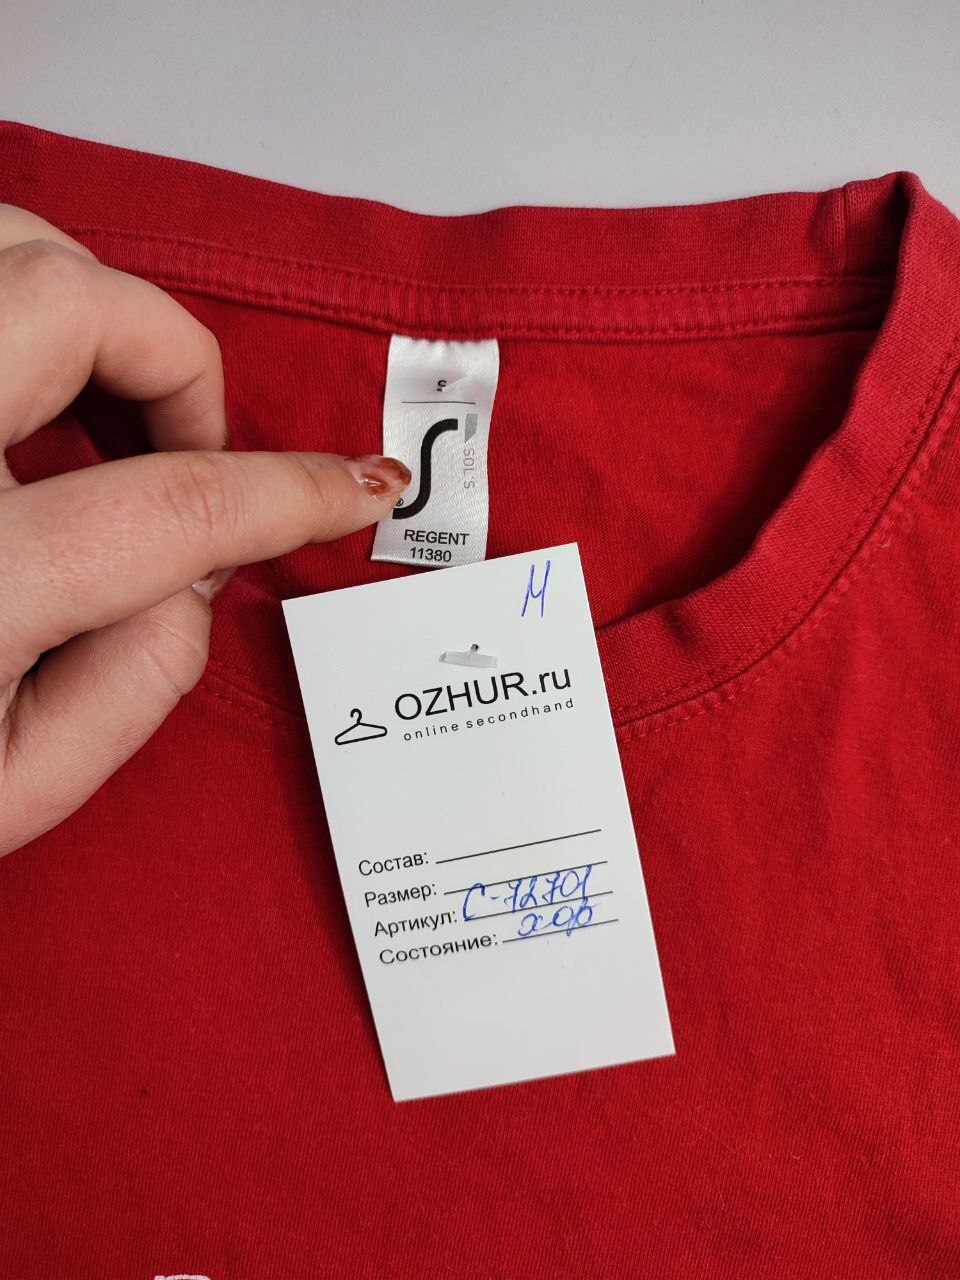 S
SOL'S
®
REGENT
11380
М
OZHUR.ru
online secondhand
Состав:
Размер:
Артикул: С-72701
Состояние: хор